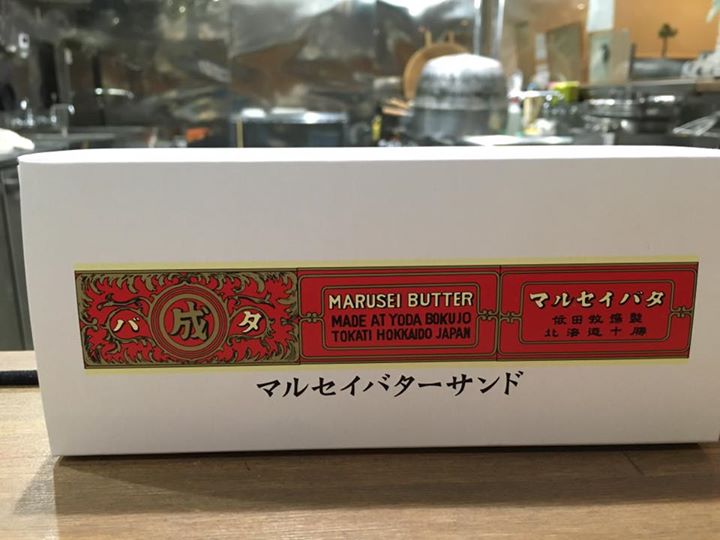 バ 成 タ
MARUSEI BUTTER
MADE AT YODA BOKUJO
TOKATI HOKKAIDO JAPAN
マルセイバタ
依田牧場製
北海道十勝
マルセイバターサンド